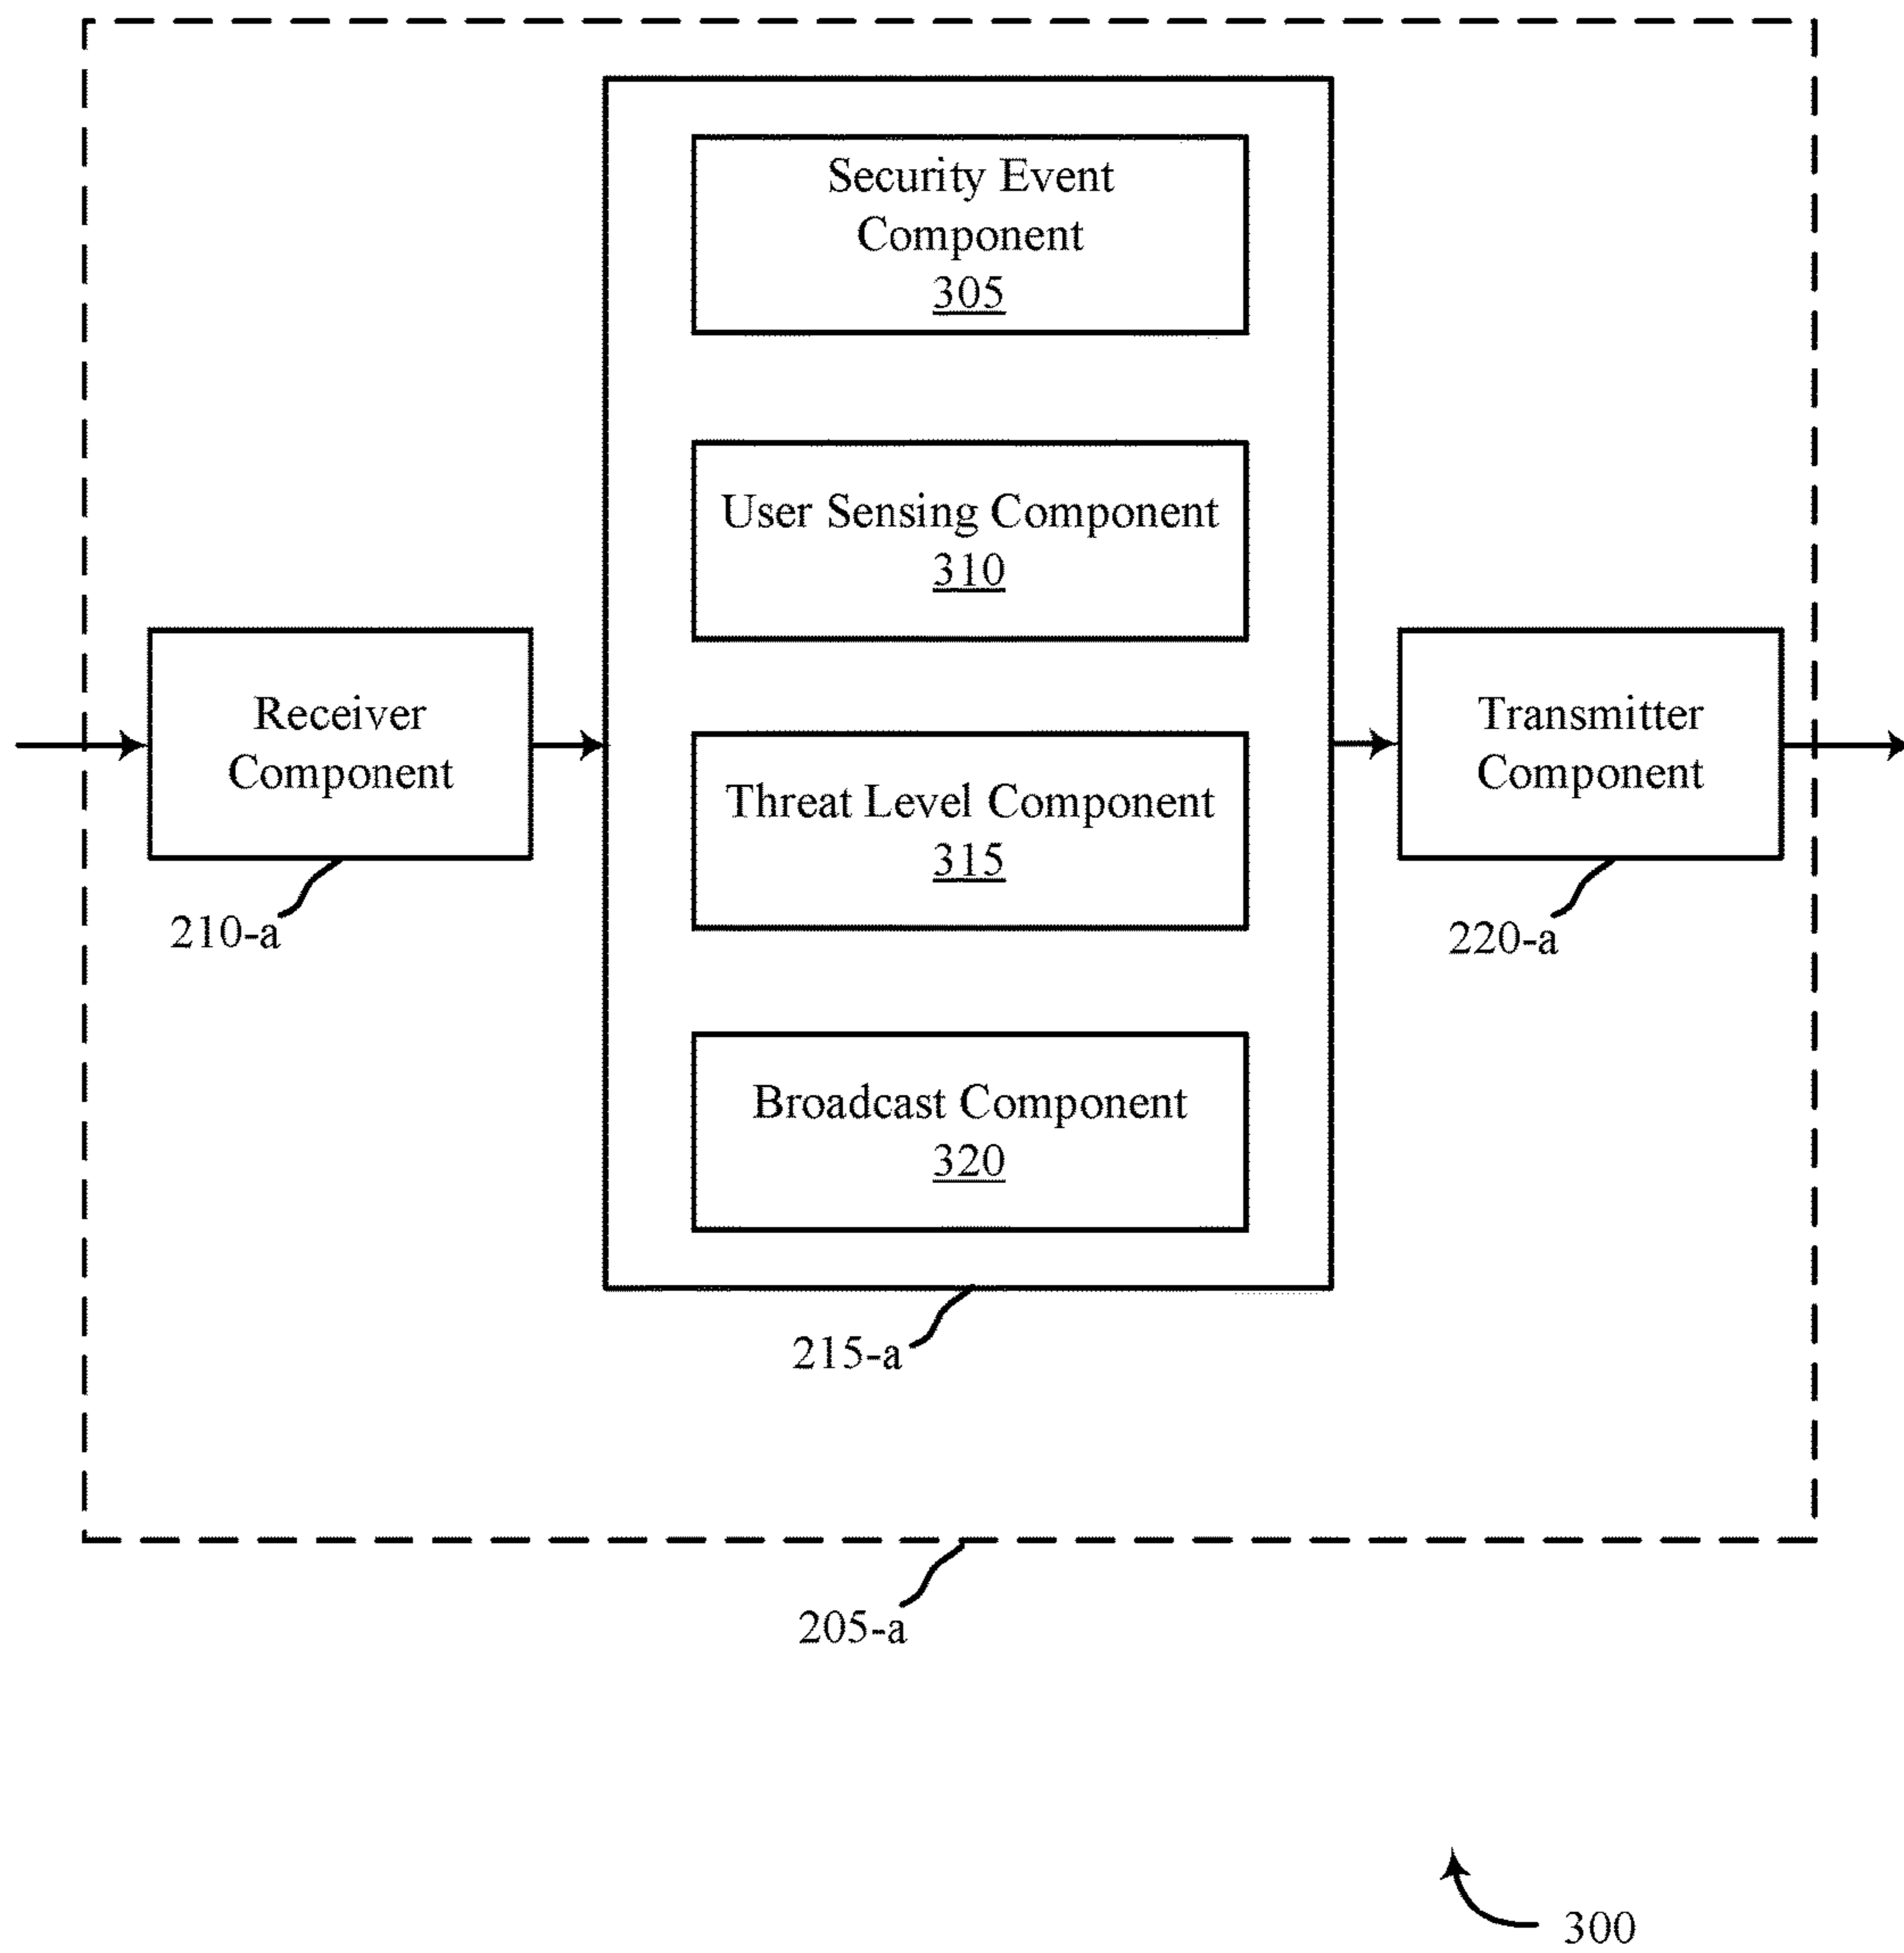 Security Event
Component
305
User Sensing Component
310
Receiver
Component
210-a
Threat Level Component
315
Transmitter
Component
220-a
Broadcast Component
320
215-a
205-a
300